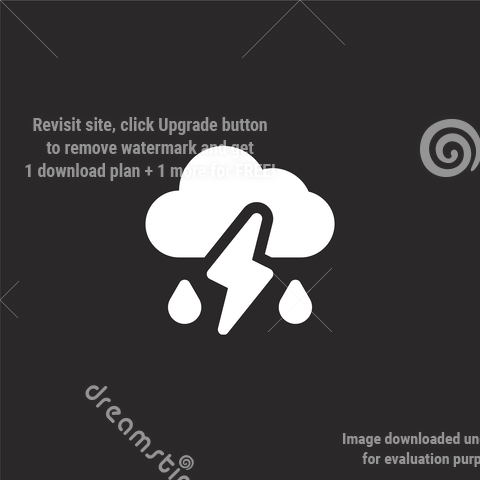 Revisit site, click Upgrade button
to remove watermark and get
1 download plan + 1 more for FREE!
dreamsti
Image downloaded un
for evaluation purp